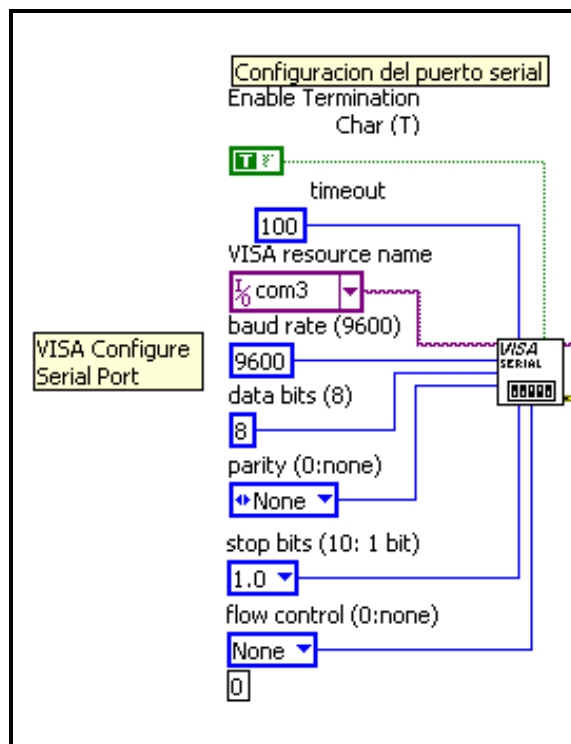 Configuracion del puerto serial
Enable Termination
Char (T)
T
timeout
100
VISA resource name
I/O com3
baud rate (9600)
VISA Configure
Serial Port
9600
VISA
SERIAL
data bits (8)
8
parity (0:none)
None
stop bits (10: 1 bit)
1.0
flow control (0:none)
None
0